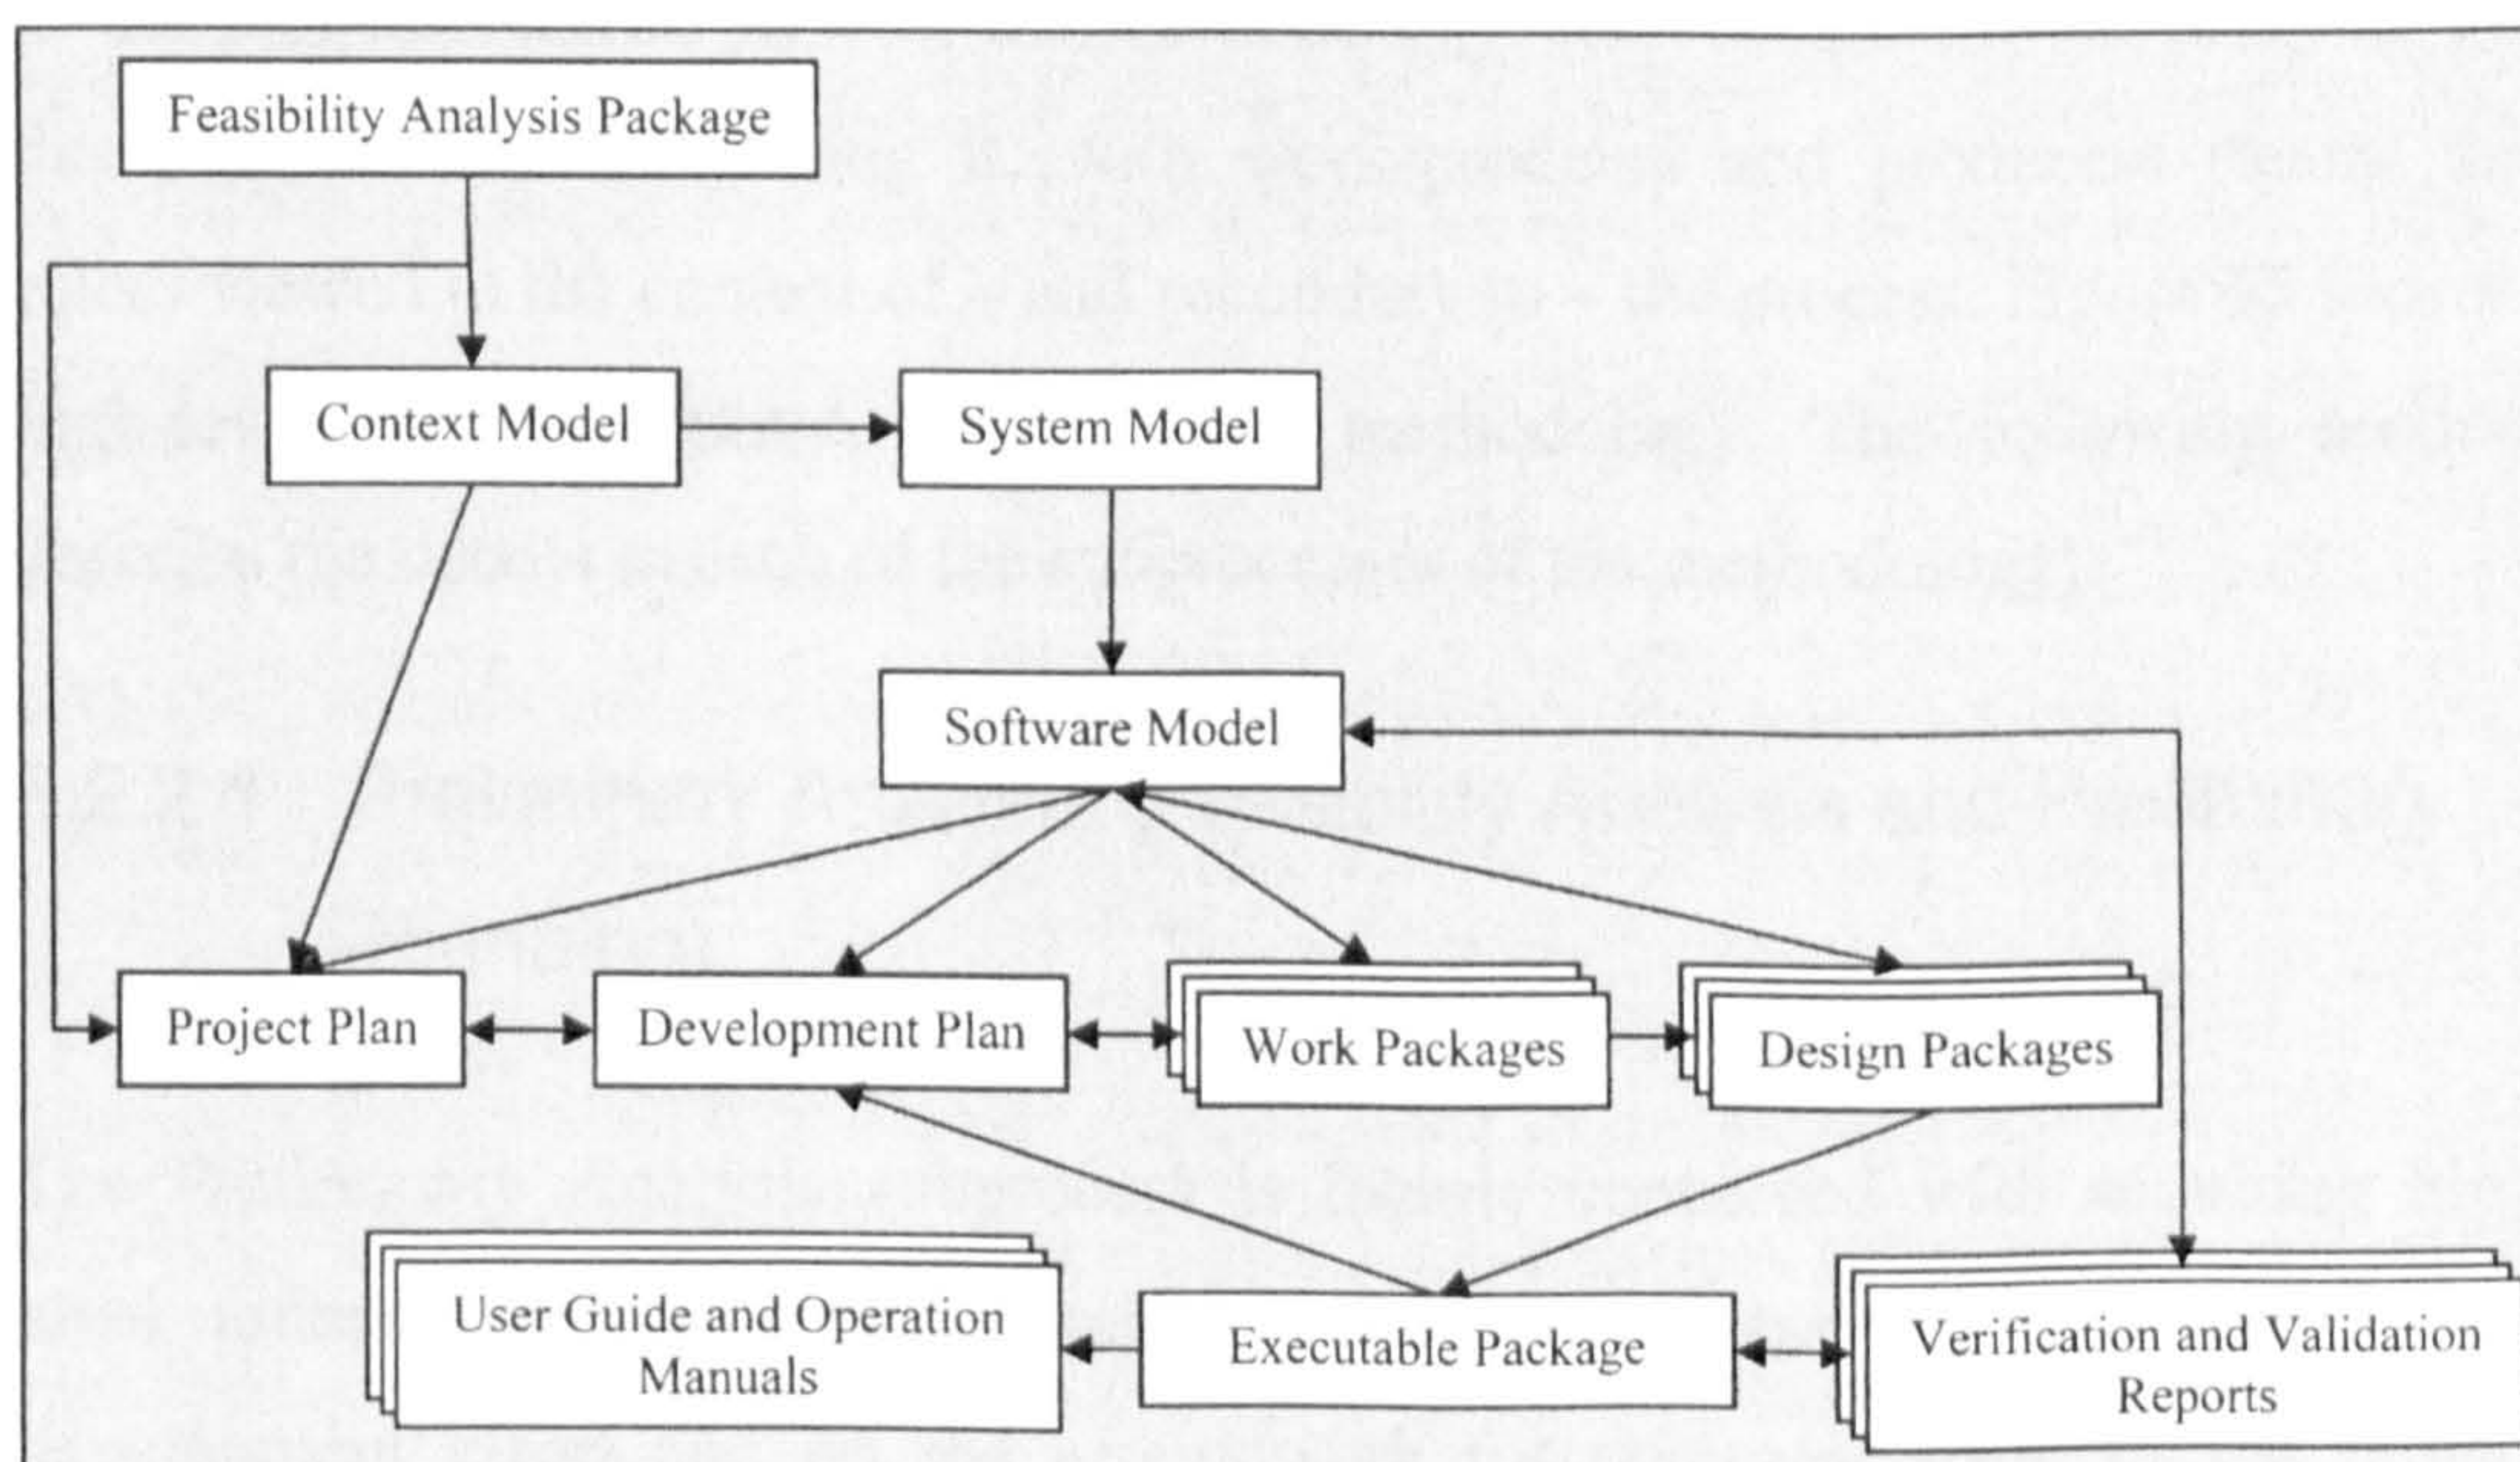 Feasibility Analysis Package
Context Model
System Model
Software Model
Project Plan
Development Plan
Work Packages
Design Packages
User Guide and Operation
Manuals
Executable Package
Verification and Validation
Reports